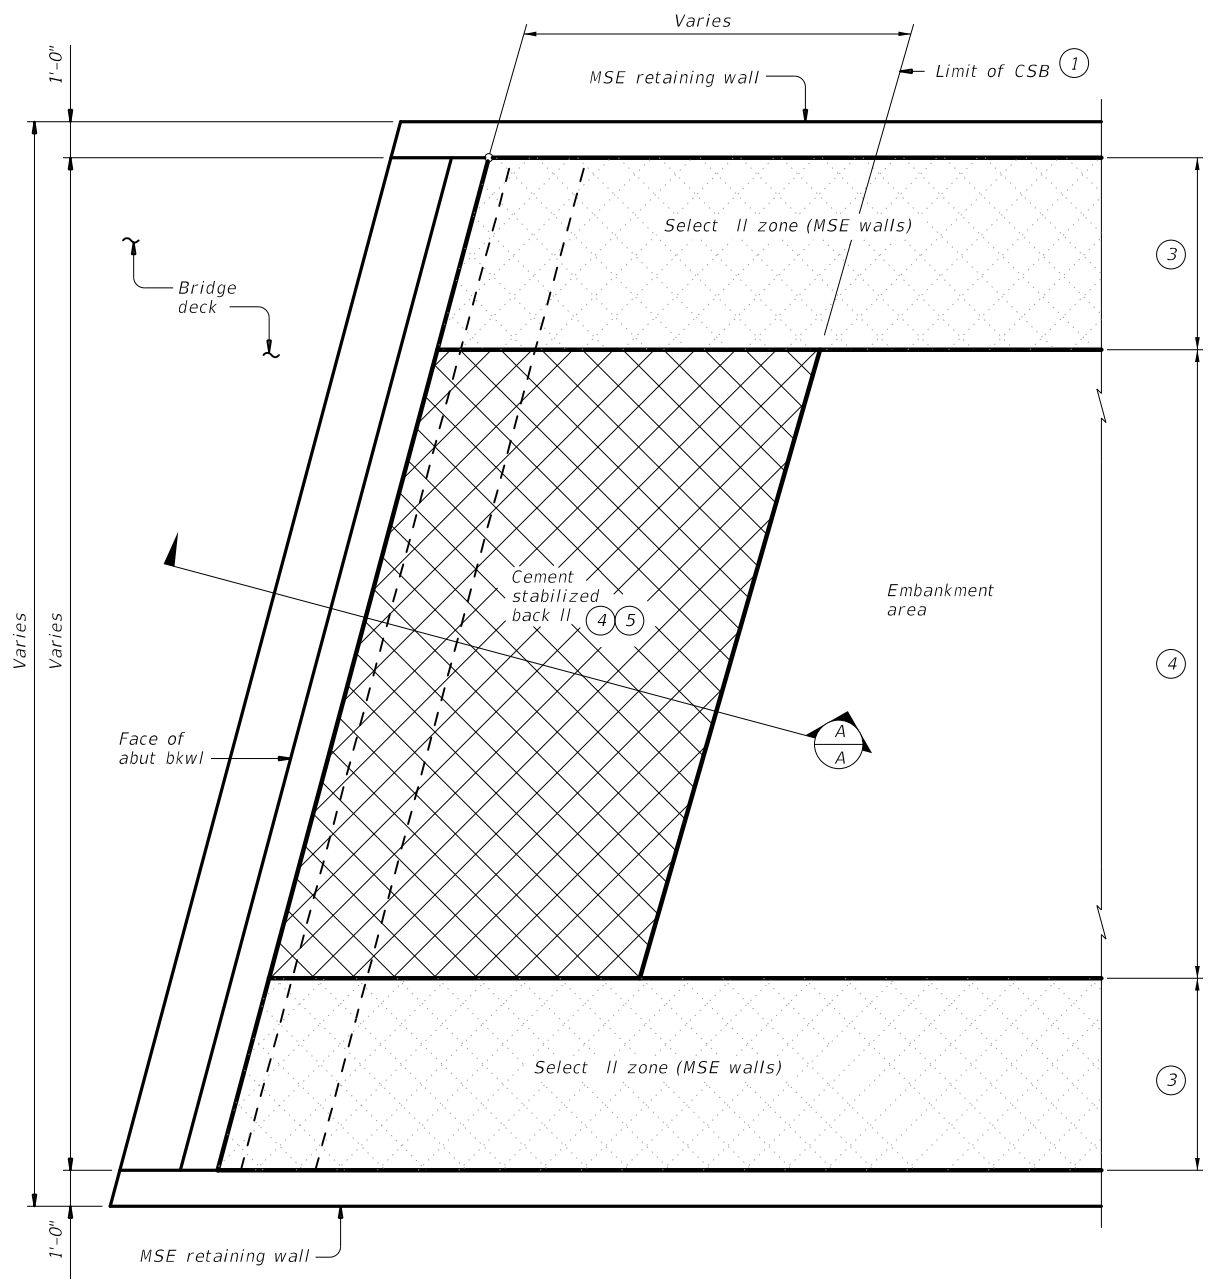 Varies
1'-0"
MSE retaining wall
Limit of CSB 1
Select ll zone (MSE walls)
3
Bridge
deck
Cement
stabilized
back ll 4 5
Embankment
area
Varies
Varies
4
A
A
Face of
abut bkwl
Select ll zone (MSE walls)
3
1'-0"
MSE retaining wall